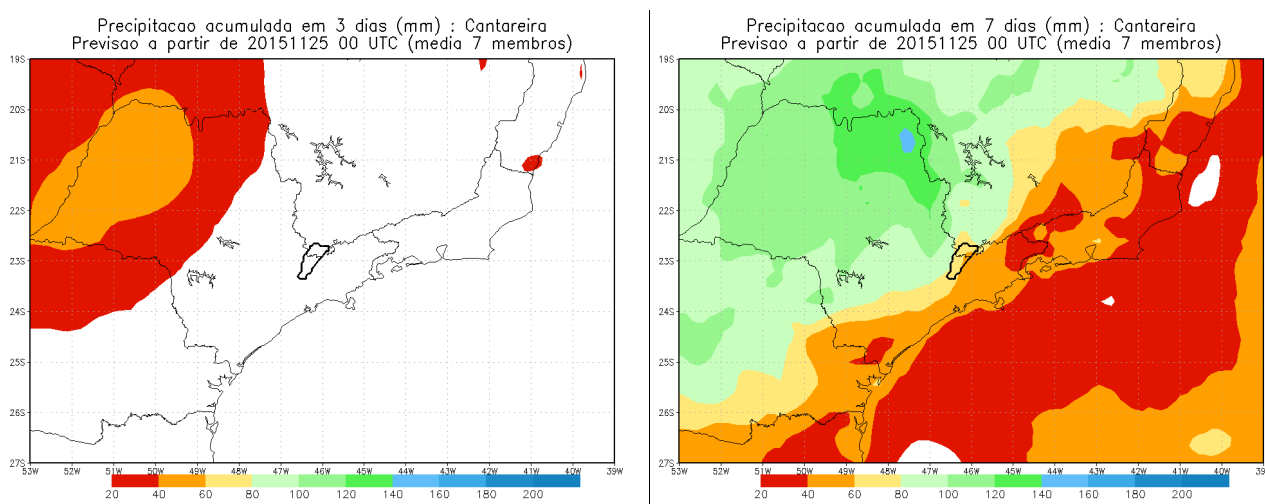 Precipitacao acumulada em 3 dias (mm) : Cantareira
Previsao a partir de 20151125 00 UTC (media 7 membros)
19S
20S
21S
22S
23S
24S
25S
26S
27S
53W 52W 51W 50W 49W 48W 47W 46W 45W 44W 43W 42W 41W 40W 39W
20 40 60 80 100 120 140 160 180 200
Precipitacao acumulada em 7 dias (mm) : Cantareira
Previsao a partir de 20151125 00 UTC (media 7 membros)
19S
20S
21S
22S
23S
24S
25S
26S
27S
53W 52W 51W 50W 49W 48W 47W 46W 45W 44W 43W 42W 41W 40W 39W
20 40 60 80 100 120 140 160 180 200